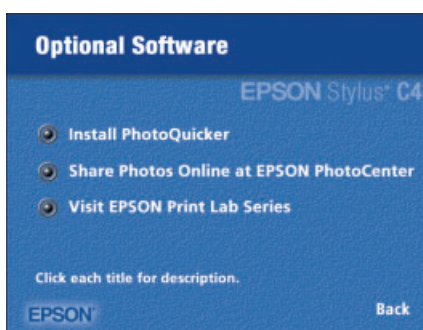 Optional Software
EPSON Stylus® C4
Install PhotoQuicker
Share Photos Online at EPSON PhotoCenter
Visit EPSON Print Lab Series
Click each title for description.
EPSON®
Back